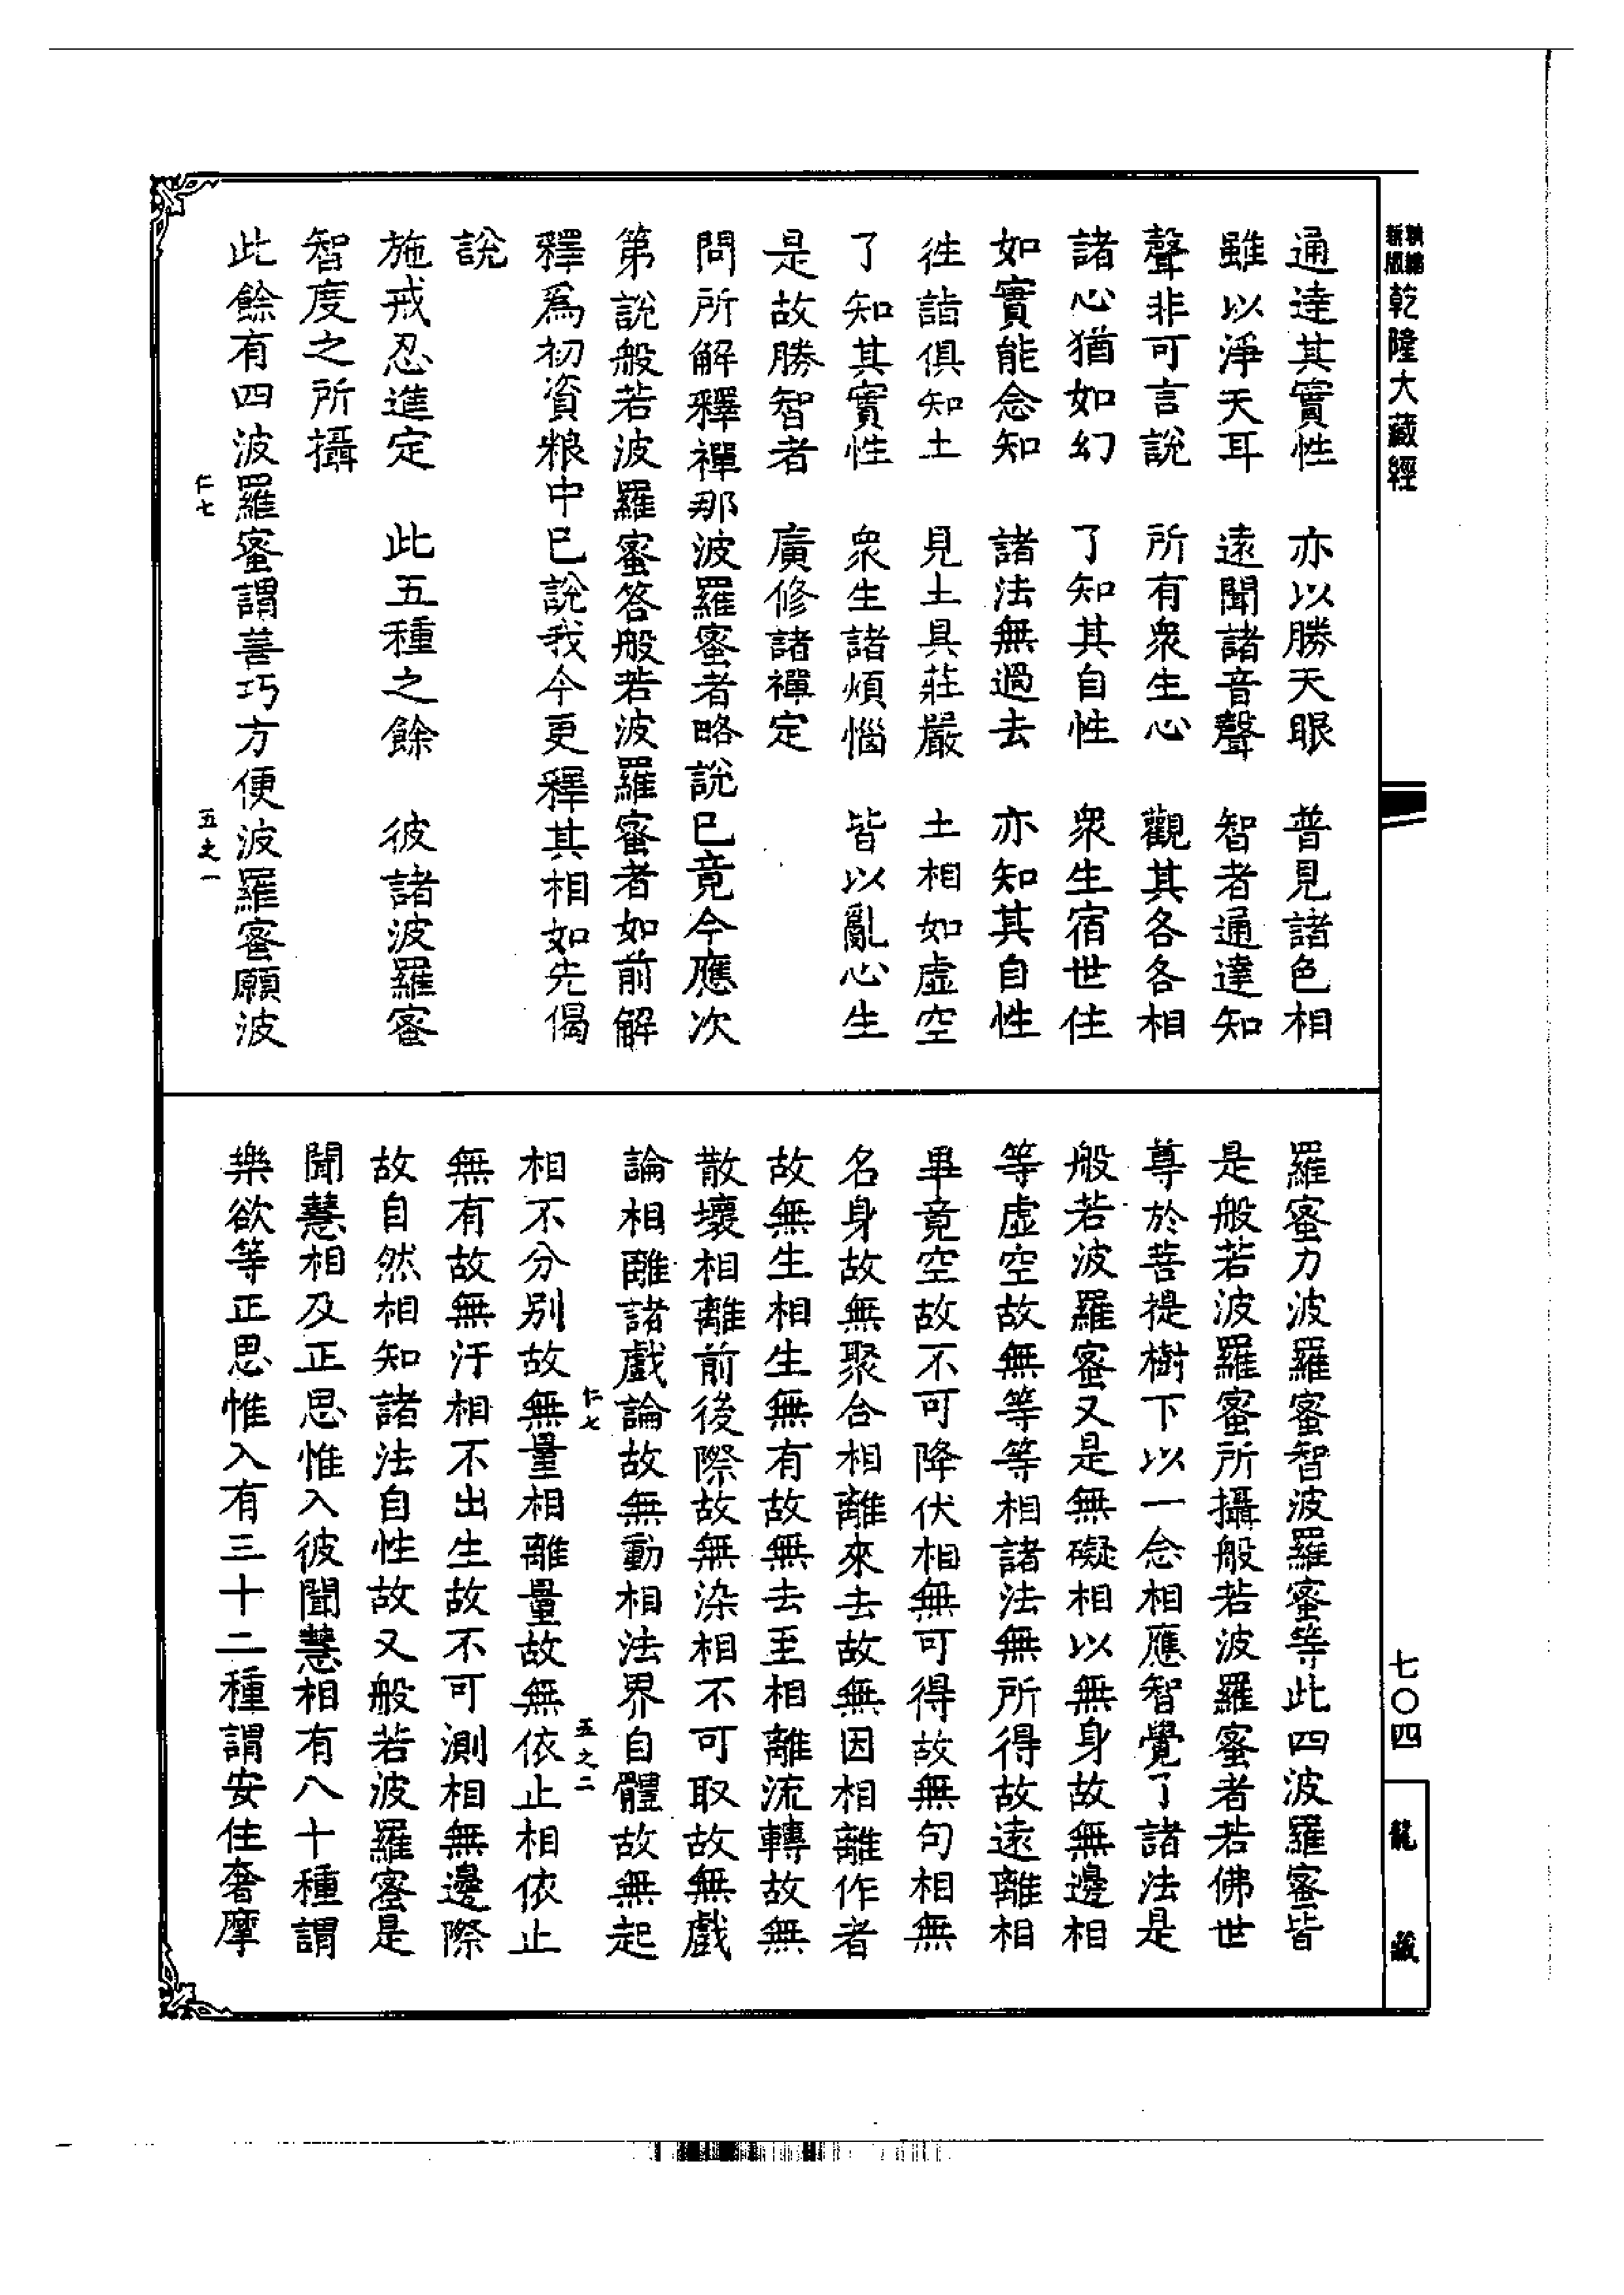 新編縮版乾隆大藏經
通達其實性　亦以勝天眼　普見諸色相
雖以淨天耳　遠聞諸音聲　智者通達知
聲非可言說　所有衆生心　觀其各各相
諸心猶如幻　了知其自性　衆生宿世住
如實能念知　諸法無過去　亦知其自性
徃詣俱知土　見土具莊嚴　土相如虛空
了知其實性　衆生諸煩惱　皆以亂心生
是故勝智者　廣修諸禪定
問所解釋禪那波羅蜜者略說已竟今應次
第說般若波羅蜜答般若波羅蜜者如前解
釋爲初資粮中已說我今更釋其相如先偈
說
施戒忍進定　此五種之餘　彼諸波羅蜜
智度之所攝
此餘有四波羅蜜謂善巧方便波羅蜜願波
仁七　五之一
羅蜜力波羅蜜智波羅蜜等此四波羅蜜皆
是般若波羅蜜所攝般若波羅蜜者若佛世
尊於菩提樹下以一念相應智覺了諸法是
般若波羅蜜又是無礙相以無身故無邊相
等虛空故無等等相諸法無所得故遠離相
畢竟空故不可降伏相無可得故無句相無
名身故無聚合相離來去故無因相離作者
故無生相生無有故無去至相離流轉故無
散壞相離前後際故無染相不可取故無戲
論相離諸戲論故無動相法界自體故無起
仁七　五之二
相不分别故無量相離量故無依止相依止
無有故無汙相不出生故不可測相無邊際
故自然相知諸法自性故又般若波羅蜜是
聞慧相及正思惟入彼聞慧相有八十種謂
樂欲等正思惟入有三十二種謂安住奢摩
七〇四
龍藏